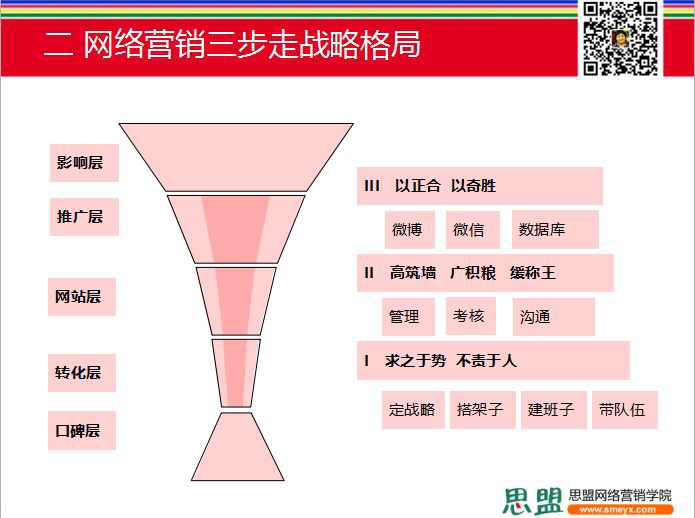 二 网络营销三步走战略格局
影响层
推广层
网站层
转化层
口碑层
III 以正合 以奇胜
微博 微信 数据库
II 高筑墙 广积粮 缓称王
管理 考核 沟通
I 求之于势 不责于人
定战略 搭架子 建班子 带队伍
思盟 思盟网络营销学院
www.smeyx.com